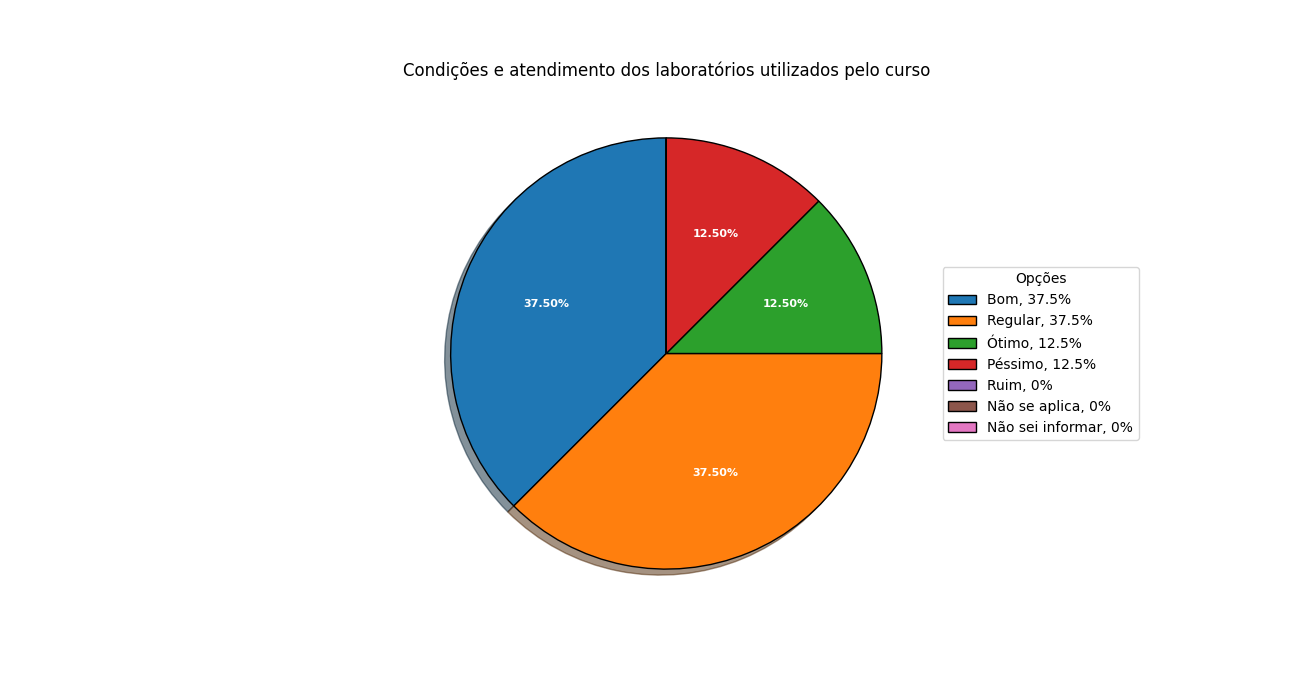 Condições e atendimento dos laboratórios utilizados pelo curso
12.50%
37.50%
12.50%
37.50%
Opções
Bom, 37.5%
Regular, 37.5%
Ótimo, 12.5%
Péssimo, 12.5%
Ruim, 0%
Não se aplica, 0%
Não sei informar, 0%